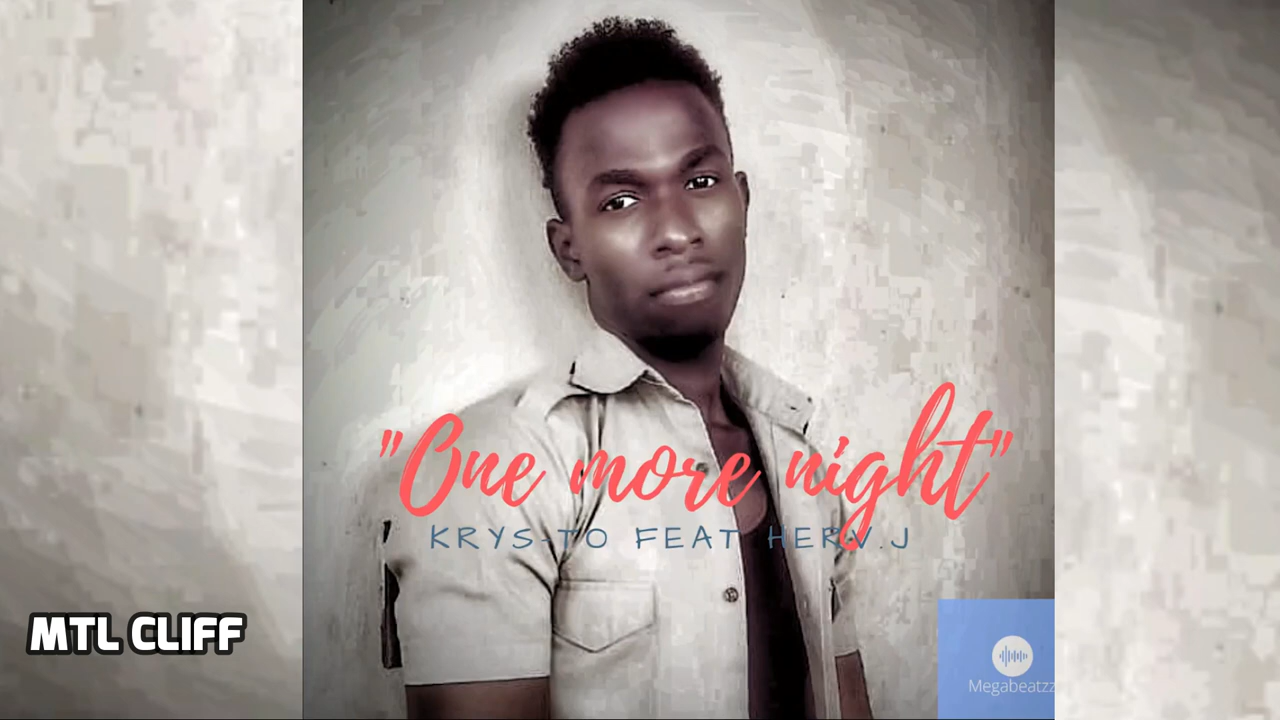 "One more night"
KRYS-TO FEAT HERV.J
MTL CLIFF
Megabeatzz